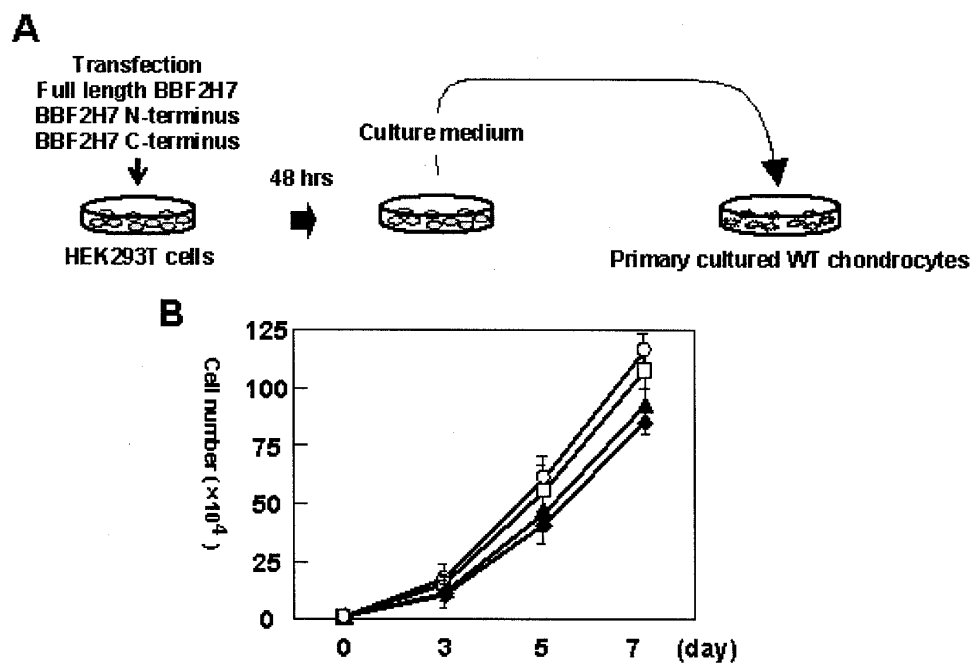 A
Transfection
Full length BBF2H7
BBF2H7 N-terminus
BBF2H7 C-terminus
48 hrs
Culture medium
HEK293T cells
Primary cultured WT chondrocytes
B
Cell number (×10⁴)
125
100
75
50
25
0
0 3 5 7 (day)